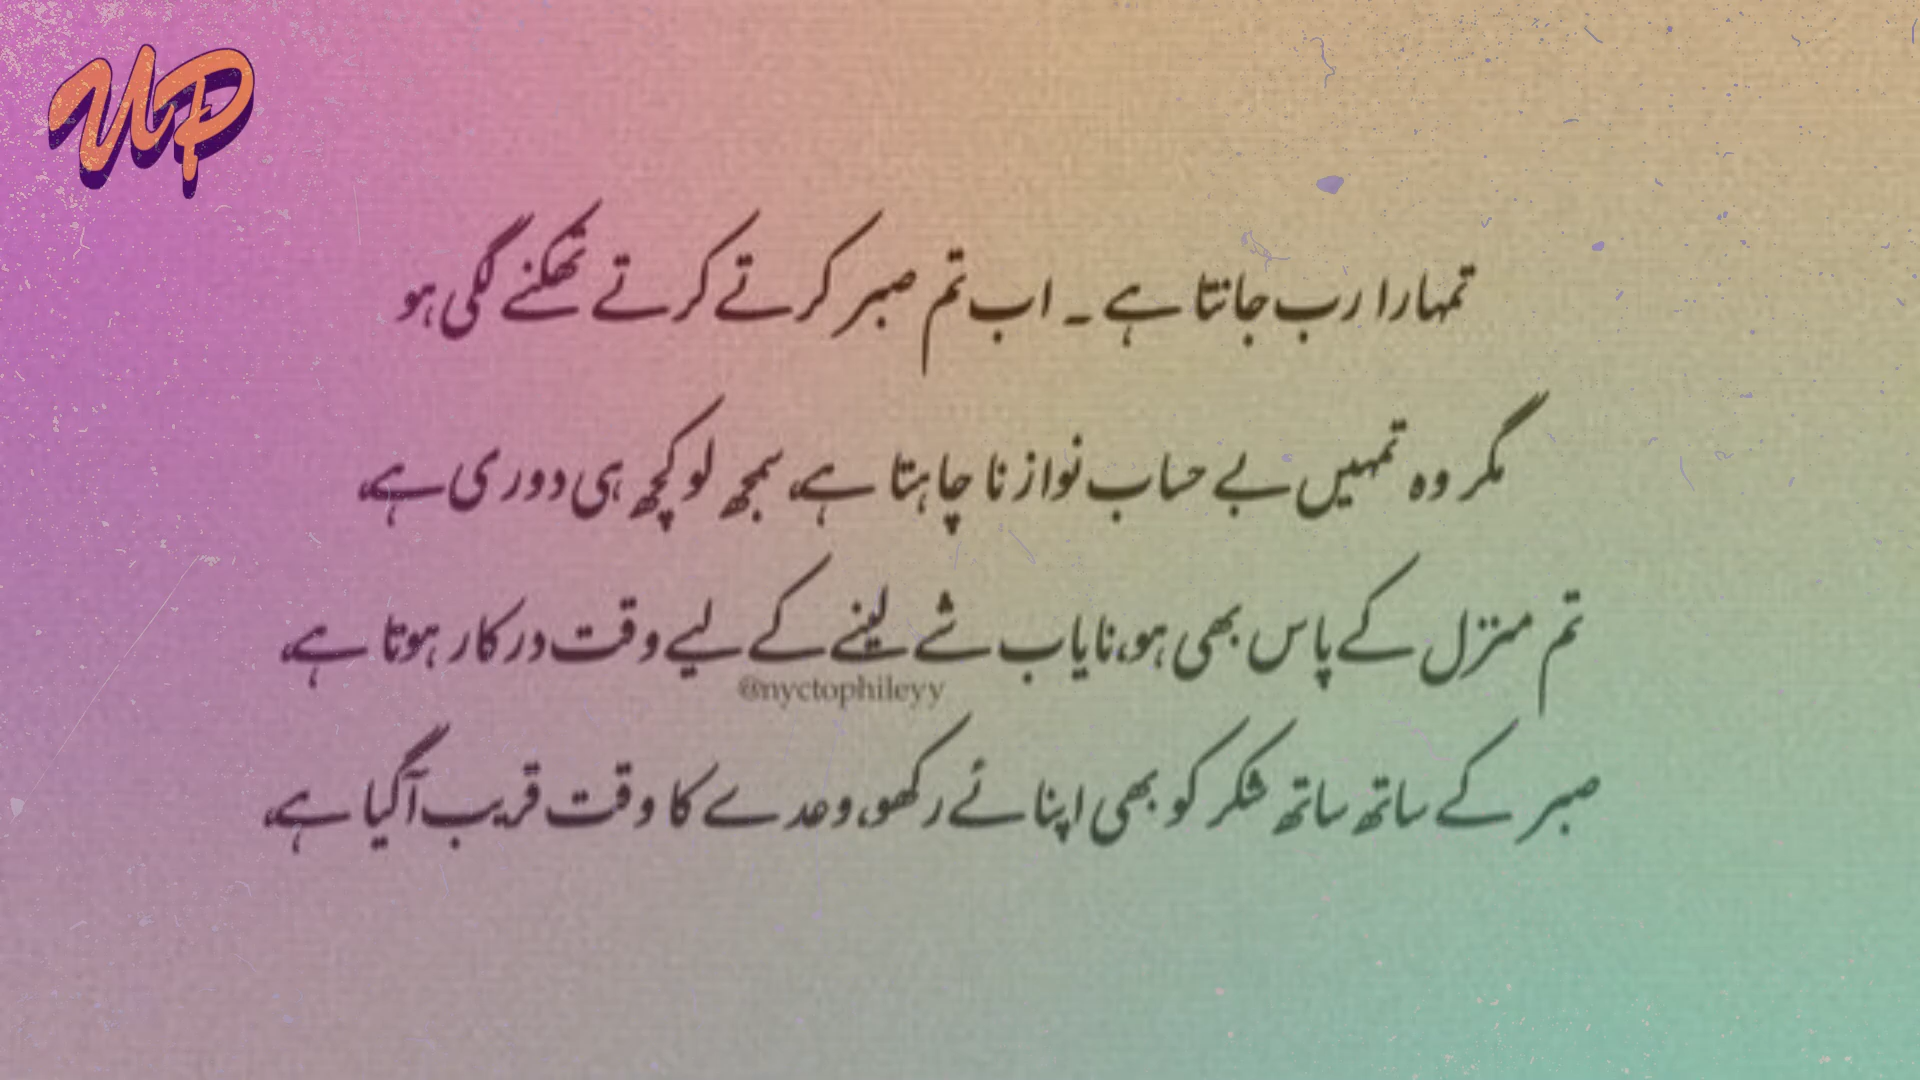 UP
تمہارا رب جانتا ہے ۔ اب تم صبر کرتے کرتے تھکنے لگی ہو
مگر وہ تمہیں بے حساب نوازنا چاہتا ہے، سمجھ لو کچھ ہی دوری ہے،
تم منزل کے پاس بھی ہو،نایاب شے لینے کے لیے وقت درکار ہوتا ہے،
@nyctophileyy
صبر کے ساتھ ساتھ شکر کو بھی اپنائے رکھو،وعدے کا وقت قریب آگیا ہے،